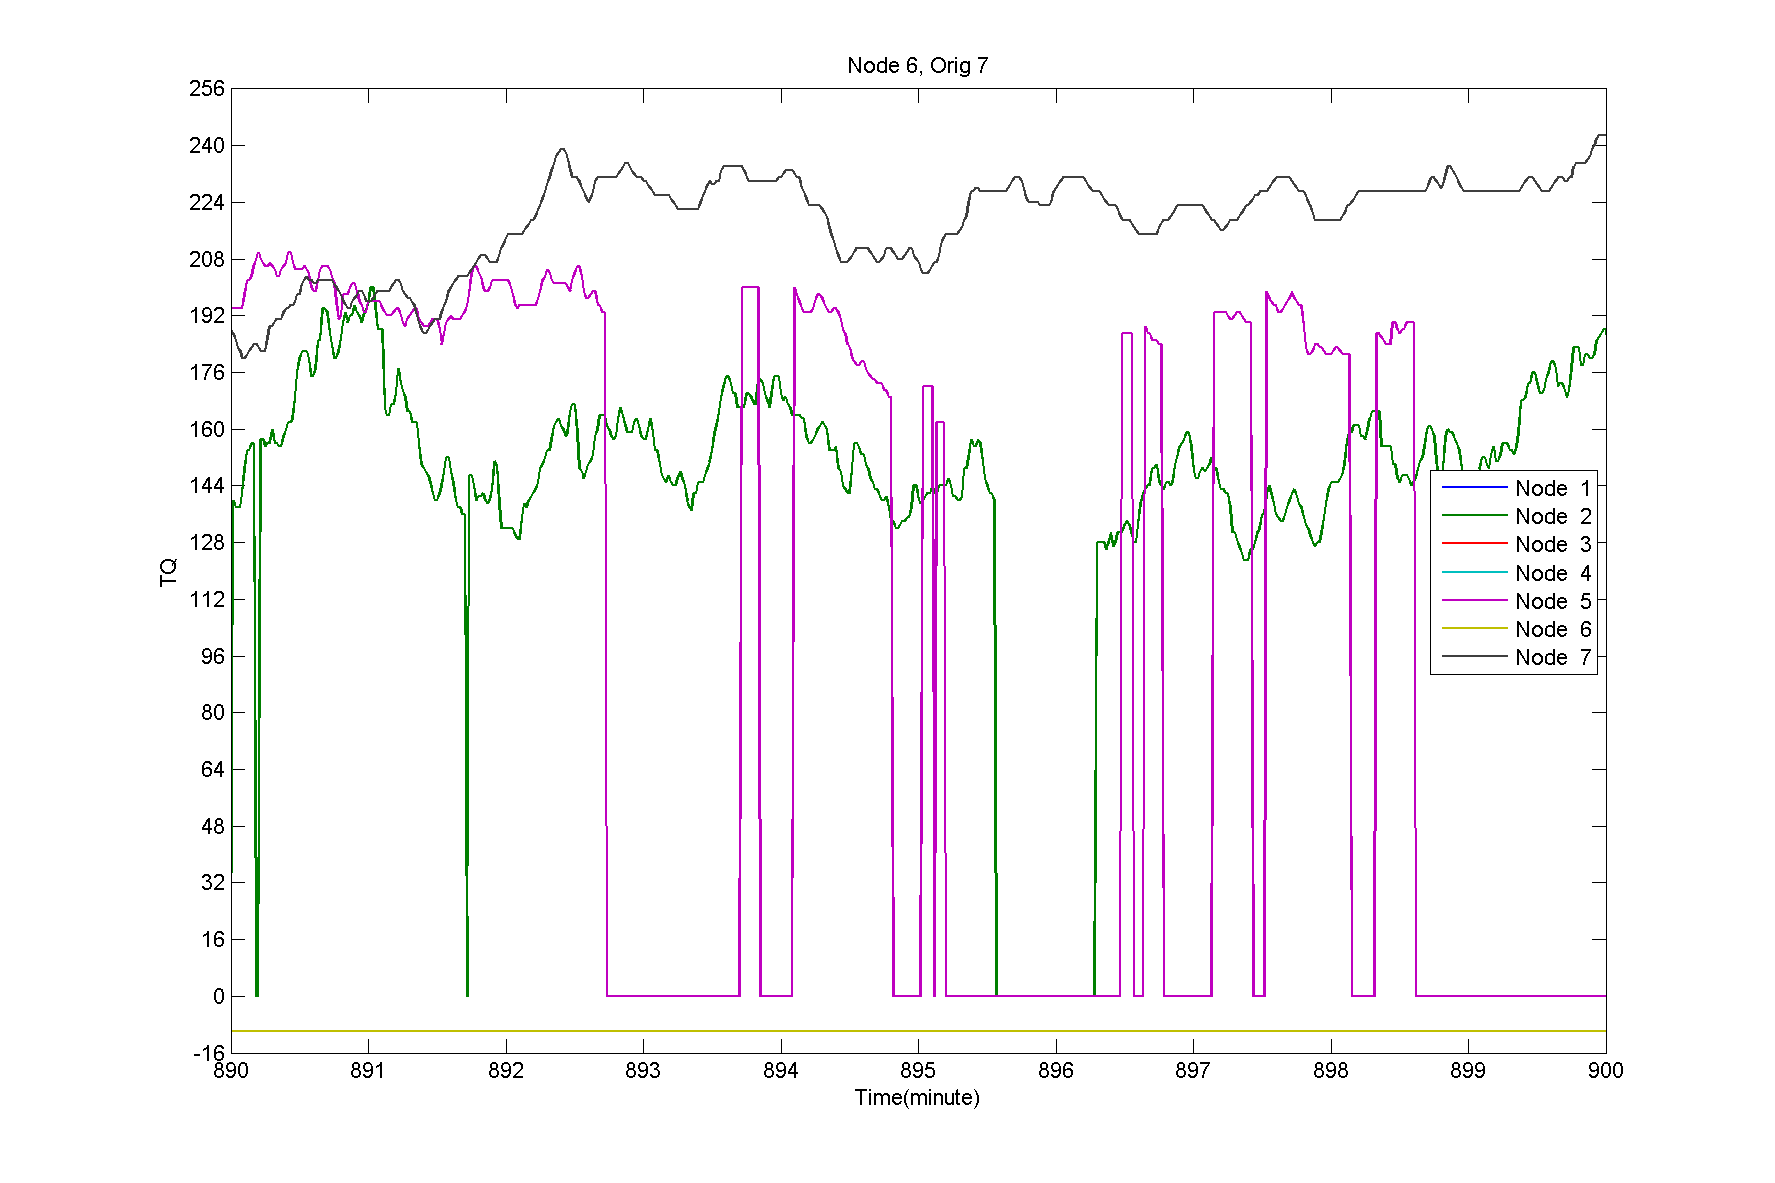 Node 6, Orig 7
256
240
224
208
192
176
160
144
128
112
96
80
64
48
32
16
0
-16
TQ
Node 1
Node 2
Node 3
Node 4
Node 5
Node 6
Node 7
890 891 892 893 894 895 896 897 898 899 900
Time(minute)